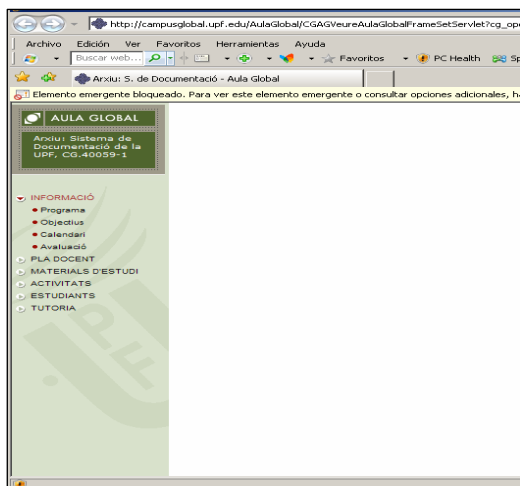 http://campusglobal.upf.edu/AulaGlobal/CGAGVeureAulaGlobalFrameSetServlet?cg_ope
Archivo Edición Ver Favoritos Herramientas Ayuda
Buscar web... Favoritos PC Health Sp
Arxiu: S. de Documentació - Aula Global
Elemento emergente bloqueado. Para ver este elemento emergente o consultar opciones adicionales, ha
AULA GLOBAL
Arxiu: Sistema de
Documentació de la
UPF, CG.40059-1
INFORMACIÓ
Programa
Objectius
Calendari
Avaluació
PLA DOCENT
MATERIALS D'ESTUDI
ACTIVITATS
ESTUDIANTS
TUTORIA
UPF